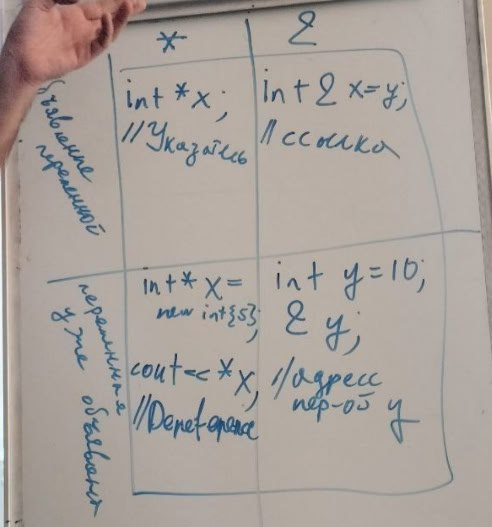 * &
объявление
переменной
int *x;
//Указатель
int & x=y;
//ссылка
переменная
уже объявлена
int* x=
new int{5};
cout<<*x;
//Dereference
int y=10;
& y;
//адресс
пер-ой y